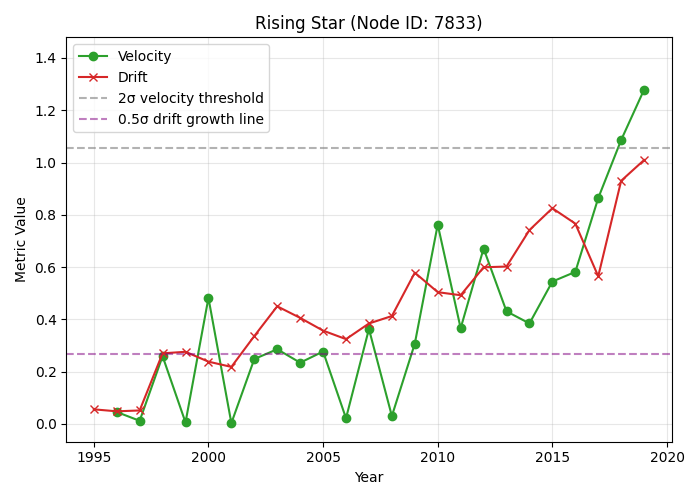 Rising Star (Node ID: 7833)
Velocity
Drift
2σ velocity threshold
0.5σ drift growth line
Metric Value
1.4
1.2
1.0
0.8
0.6
0.4
0.2
0.0
1995 2000 2005 2010 2015 2020
Year